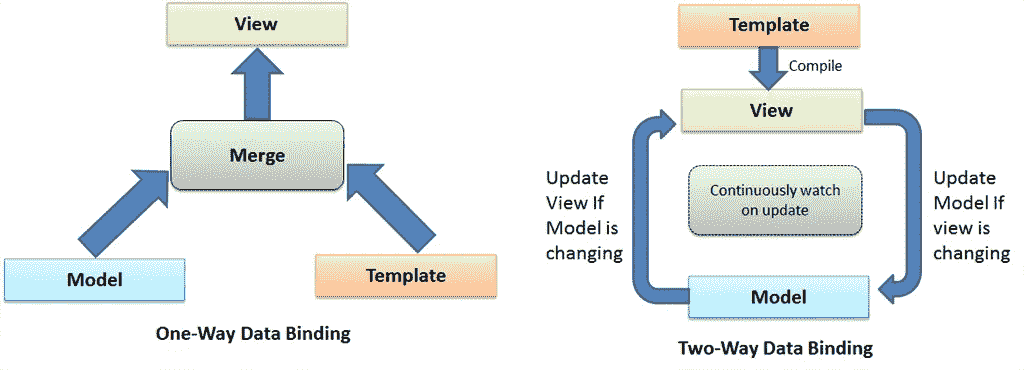 View
Merge
Model
Template
One-Way Data Binding
Template
Compile
View
Update
View If
Model is
changing
Continuously watch
on update
Update
Model If
view is
changing
Model
Two-Way Data Binding